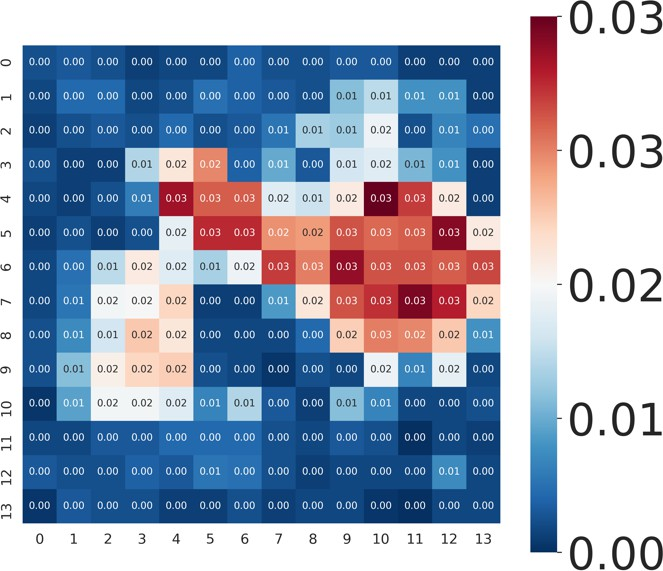 0 0.00 0.00 0.00 0.00 0.00 0.00 0.00 0.00 0.00 0.00 0.00 0.00 0.00 0.00
1 0.00 0.00 0.00 0.00 0.00 0.00 0.00 0.00 0.00 0.01 0.01 0.01 0.01 0.00
2 0.00 0.00 0.00 0.00 0.00 0.00 0.00 0.01 0.01 0.01 0.02 0.00 0.01 0.00
3 0.00 0.00 0.00 0.01 0.02 0.02 0.00 0.01 0.00 0.01 0.02 0.01 0.01 0.00
4 0.00 0.00 0.00 0.01 0.03 0.03 0.03 0.02 0.01 0.02 0.03 0.03 0.02 0.00
5 0.00 0.00 0.00 0.00 0.02 0.03 0.03 0.02 0.02 0.03 0.03 0.03 0.03 0.02
6 0.00 0.00 0.01 0.02 0.02 0.01 0.02 0.03 0.03 0.03 0.03 0.03 0.03 0.03
7 0.00 0.01 0.02 0.02 0.02 0.00 0.00 0.01 0.02 0.03 0.03 0.03 0.03 0.02
8 0.00 0.01 0.01 0.02 0.02 0.00 0.00 0.00 0.00 0.02 0.03 0.02 0.02 0.01
9 0.00 0.01 0.02 0.02 0.02 0.00 0.00 0.00 0.00 0.00 0.02 0.01 0.02 0.00
10 0.00 0.01 0.02 0.02 0.02 0.01 0.01 0.00 0.00 0.01 0.01 0.00 0.00 0.00
11 0.00 0.00 0.00 0.00 0.00 0.00 0.00 0.00 0.00 0.00 0.00 0.00 0.00 0.00
12 0.00 0.00 0.00 0.00 0.00 0.01 0.00 0.00 0.00 0.00 0.00 0.00 0.01 0.00
13 0.00 0.00 0.00 0.00 0.00 0.00 0.00 0.00 0.00 0.00 0.00 0.00 0.00 0.00
0 1 2 3 4 5 6 7 8 9 10 11 12 13
0.03
0.03
0.02
0.01
0.00